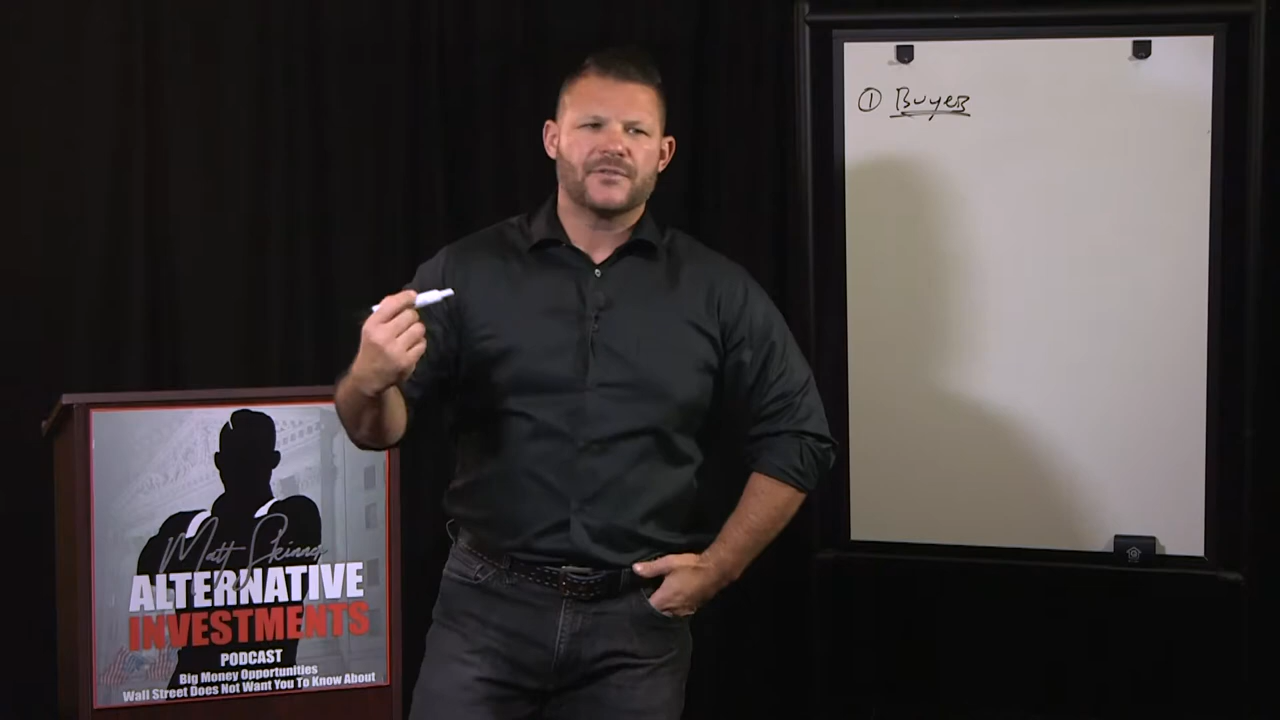 ① Buyer
Matt Skinner
ALTERNATIVE
INVESTMENTS
PODCAST
Big Money Opportunities
Wall Street Does Not Want You To Know About